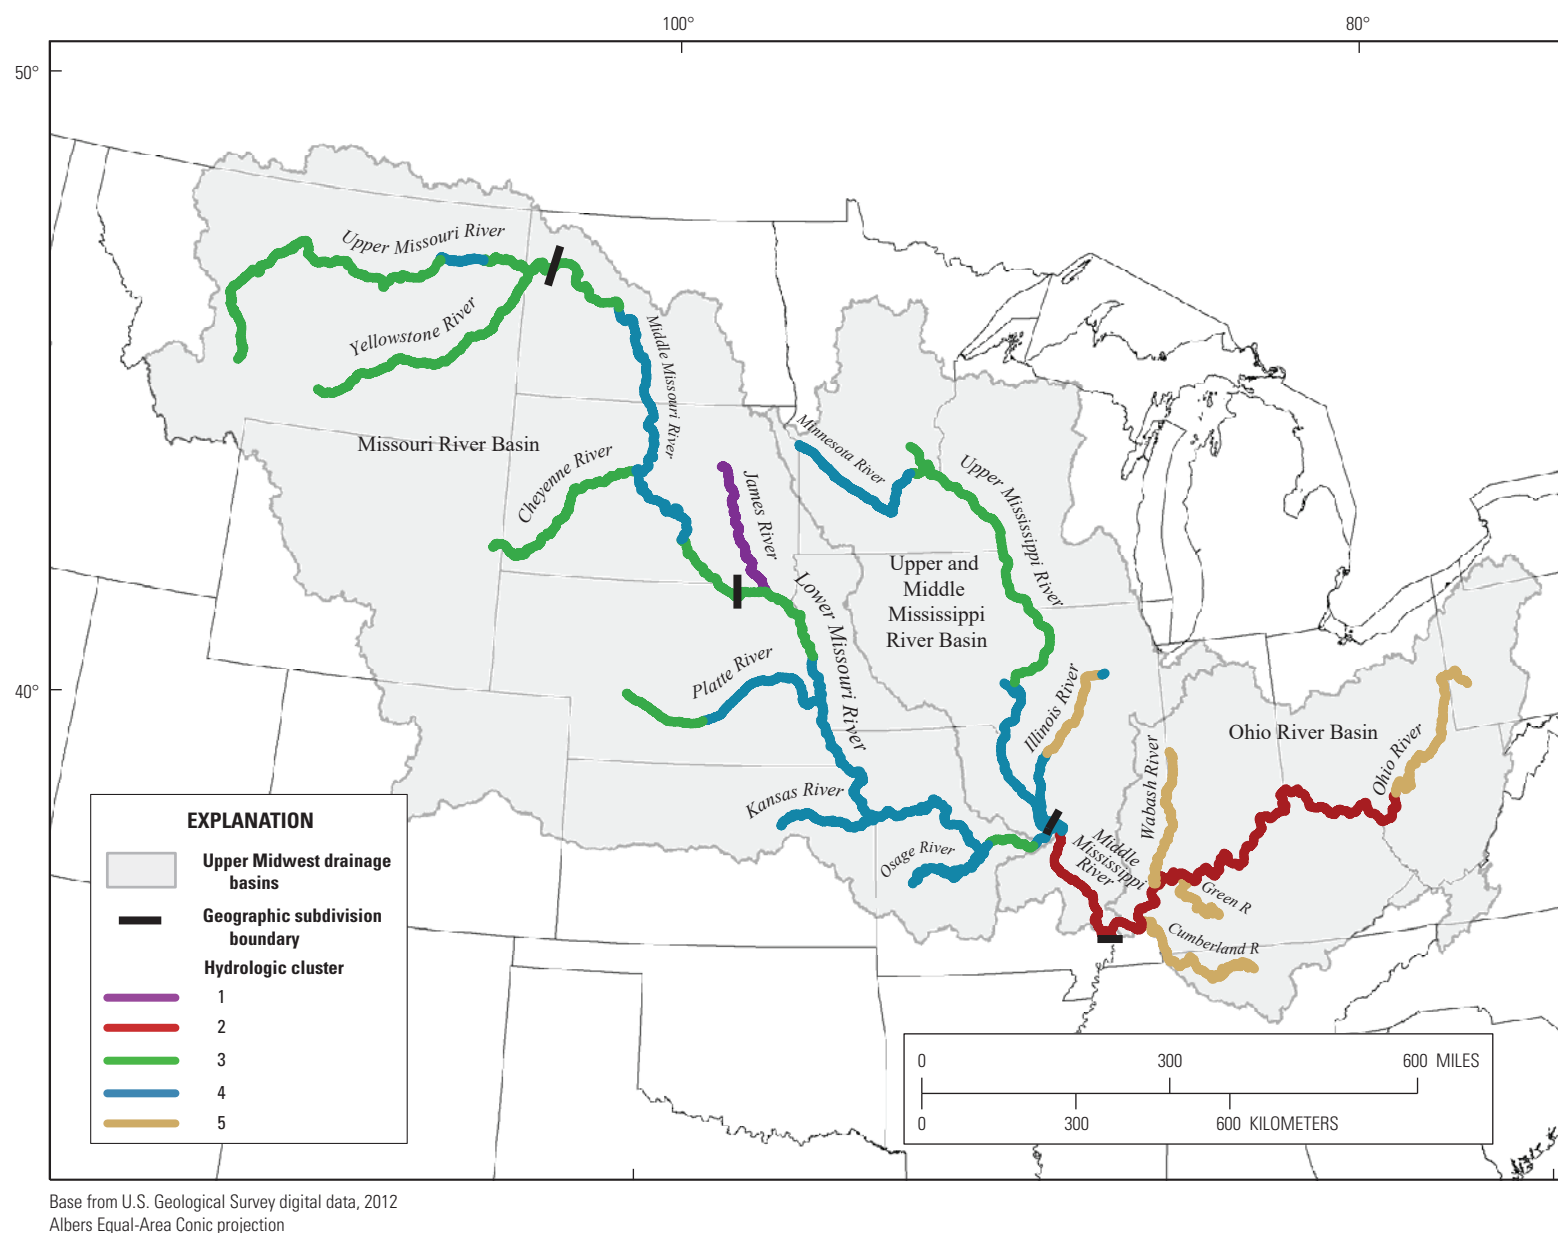 100°
80°
50°
40°
Upper Missouri River
Yellowstone River
Middle Missouri River
Missouri River Basin
Cheyenne River
James River
Minnesota River
Upper Mississippi River
Upper and
Middle
Mississippi
River Basin
Lower Missouri River
Platte River
Illinois River
Kansas River
Osage River
Middle
Mississippi
River
Wabash River
Ohio River Basin
Ohio River
Green R
Cumberland R
EXPLANATION
Upper Midwest drainage
basins
Geographic subdivision
boundary
Hydrologic cluster
1
2
3
4
5
0 300 600 MILES
0 300 600 KILOMETERS
Base from U.S. Geological Survey digital data, 2012
Albers Equal-Area Conic projection